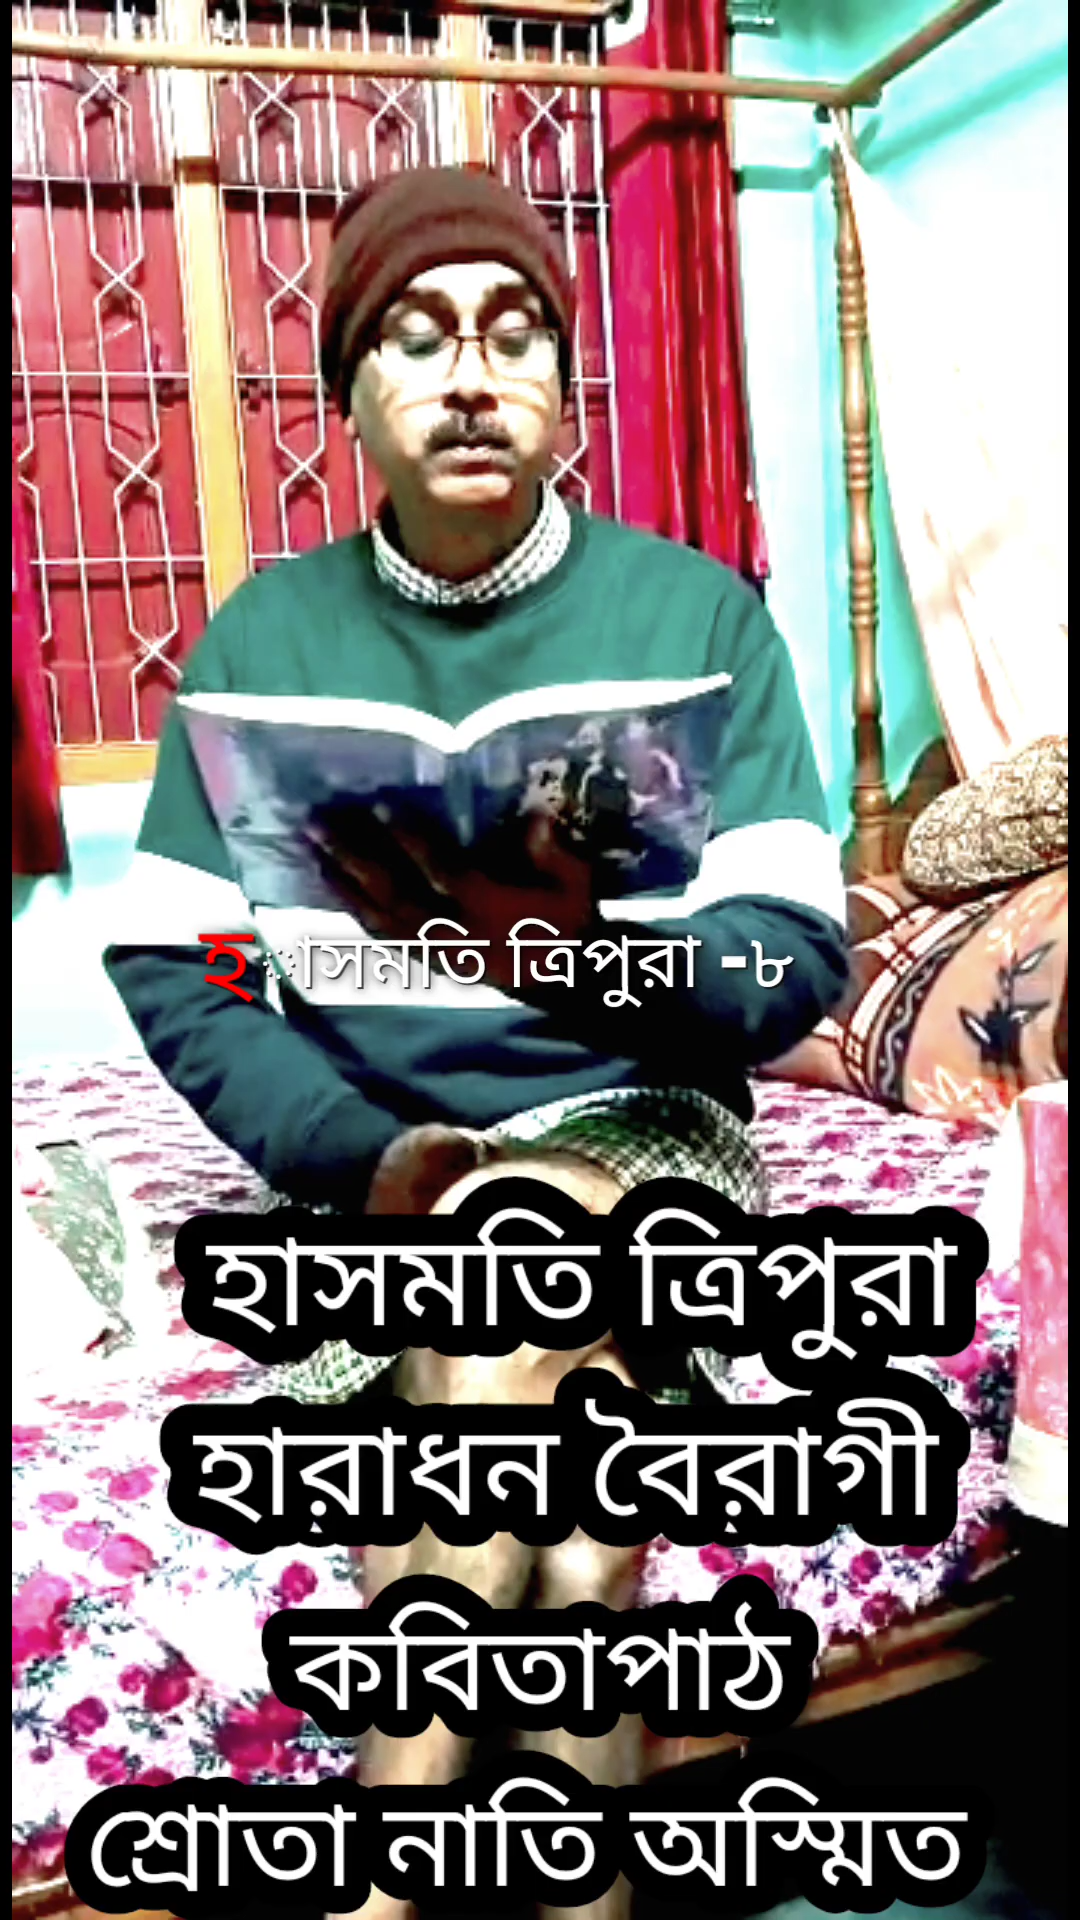 হাসমতি ত্রিপুরা -৮
হাসমতি ত্রিপুরা
হারাধন বৈরাগী
কবিতাপাঠ
শ্রোতা নাতি অস্মিত